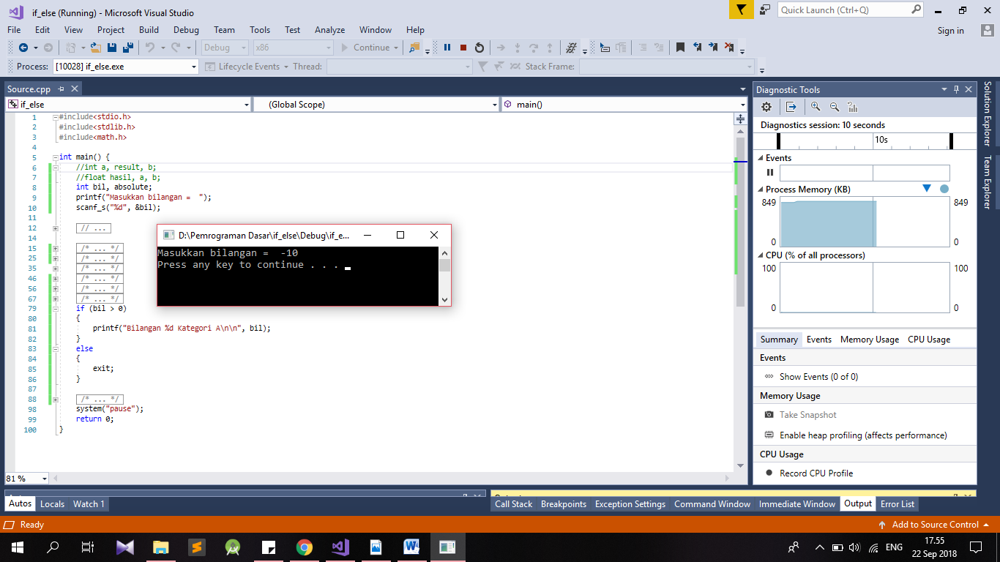 if_else (Running) - Microsoft Visual Studio
Quick Launch (Ctrl+Q)
File Edit View Project Build Debug Team Tools Test Analyze Window Help
Sign in
Debug x86 Continue
Process: [10028] if_else.exe Lifecycle Events Thread: Stack Frame:
Source.cpp
if_else (Global Scope) main()
1 #include<stdio.h>
2 #include<stdlib.h>
3 #include<math.h>
4
5 int main() {
6 //int a, result, b;
7 //float hasil, a, b;
8 int bil, absolute;
9 printf("Masukkan bilangan =  ");
10 scanf_s("%d", &bil);
11
12 // ...
14
15 /* ... */
25 /* ... */
35 /* ... */
46 /* ... */
56 /* ... */
67 /* ... */
79 if (bil > 0)
80 {
81 printf("Bilangan %d Kategori A\n\n", bil);
82 }
83 else
84 {
85 exit;
86 }
87
88 /* ... */
98 system("pause");
99 return 0;
100 }
D:\Pemrograman Dasar\if_else\Debug\if_e...
Masukkan bilangan =  -10
Press any key to continue . . .
81 %
Diagnostic Tools
Diagnostics session: 10 seconds
10s
Events
Process Memory (KB)
849 849
0 0
CPU (% of all processors)
100 100
0 0
Summary Events Memory Usage CPU Usage
Events
Show Events (0 of 0)
Memory Usage
Take Snapshot
Enable heap profiling (affects performance)
CPU Usage
Record CPU Profile
Solution Explorer
Team Explorer
Autos Locals Watch 1
Call Stack Breakpoints Exception Settings Command Window Immediate Window Output Error List
Ready
Add to Source Control
ENG
17.55
22 Sep 2018